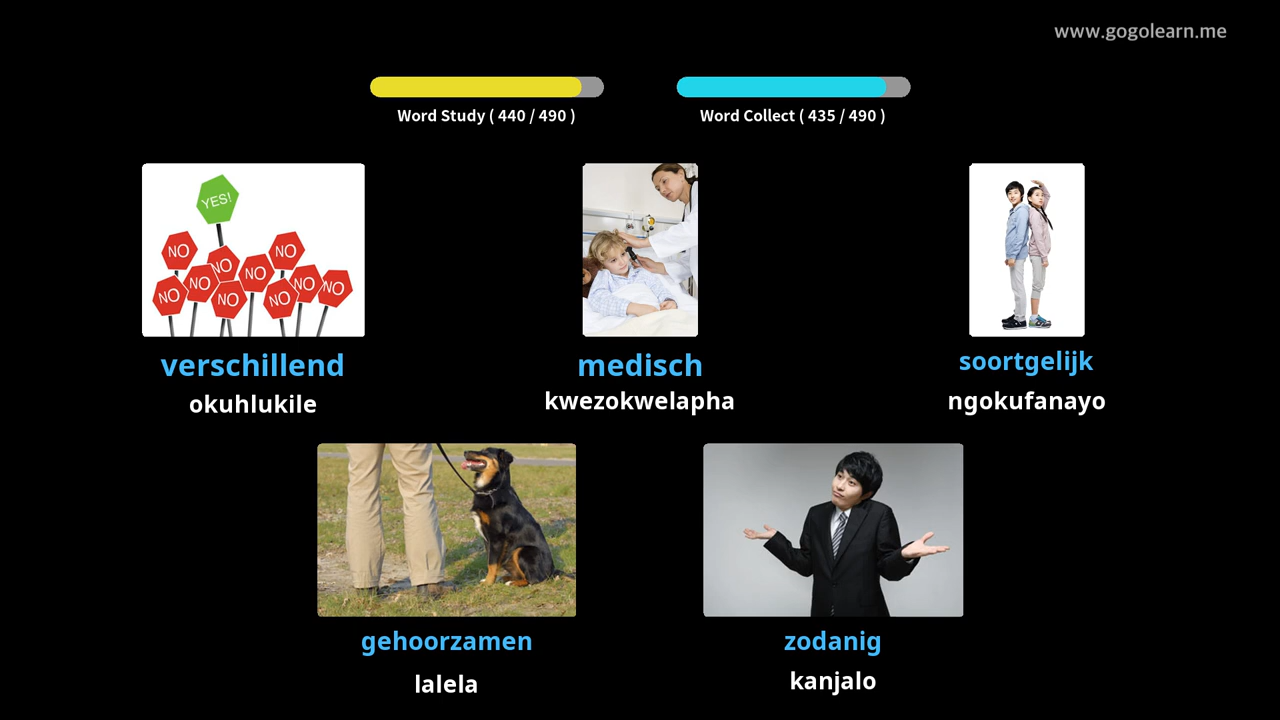 www.gogolearn.me
Word Study ( 440 / 490 )
Word Collect ( 435 / 490 )
YES!
NO
NO
NO
NO
NO
NO
NO
NO
NO
NO
verschillend
okuhlukile
medisch
kwezokwelapha
soortgelijk
ngokufanayo
gehoorzamen
lalela
zodanig
kanjalo